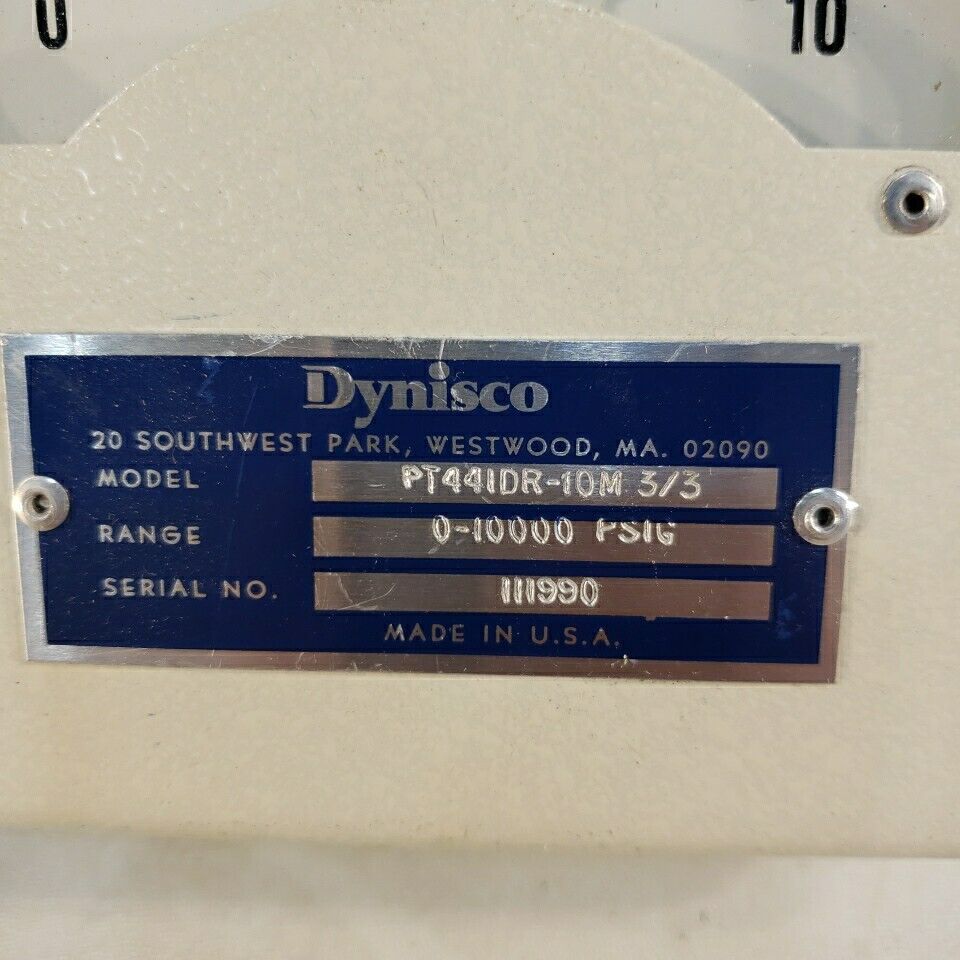 0 10
Dynisco
20 SOUTHWEST PARK, WESTWOOD, MA. 02090
MODEL PT441DR-10M 3/3
RANGE 0-10000 PSIG
SERIAL NO. 111990
MADE IN U.S.A.